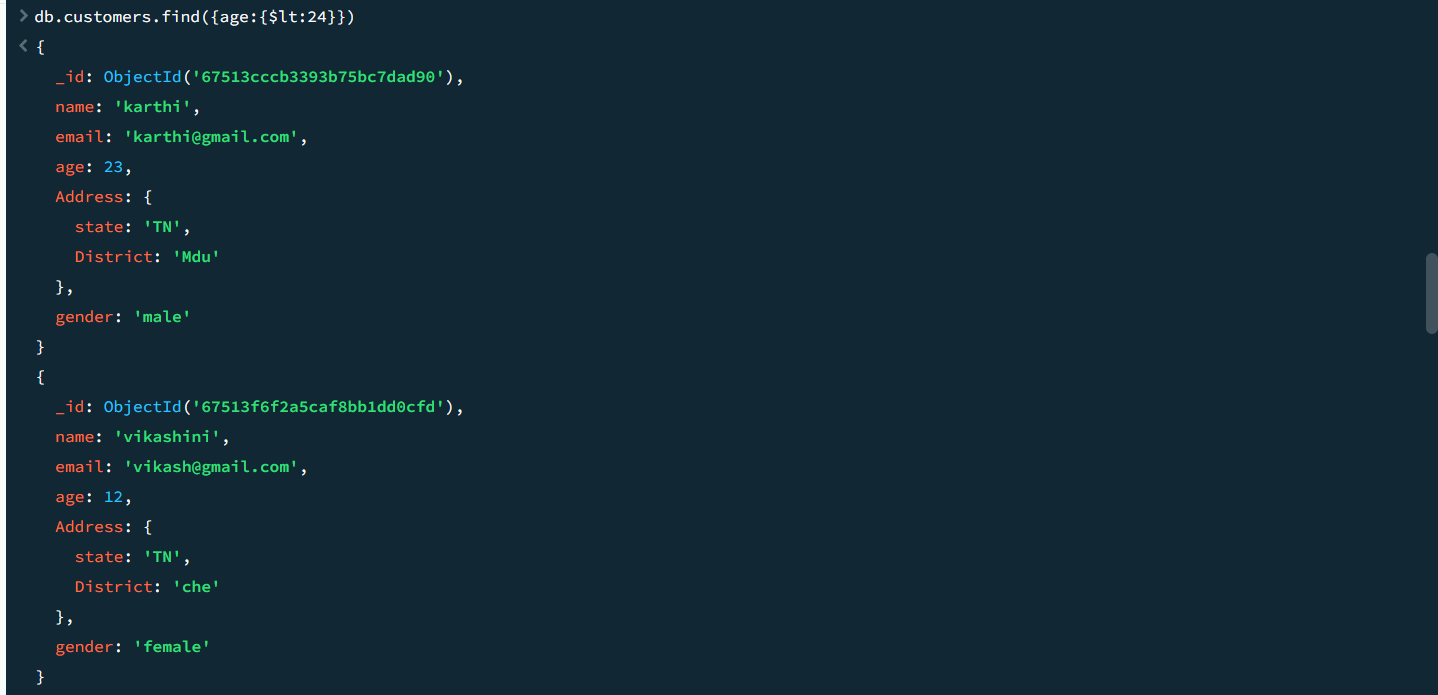 db.customers.find({age:{$lt:24}})
{
_id: ObjectId('67513cccb3393b75bc7dad90'),
name: 'karthi',
email: 'karthi@gmail.com',
age: 23,
Address: {
state: 'TN',
District: 'Mdu'
},
gender: 'male'
}
{
_id: ObjectId('67513f6f2a5caf8bb1dd0cfd'),
name: 'vikashini',
email: 'vikash@gmail.com',
age: 12,
Address: {
state: 'TN',
District: 'che'
},
gender: 'female'
}